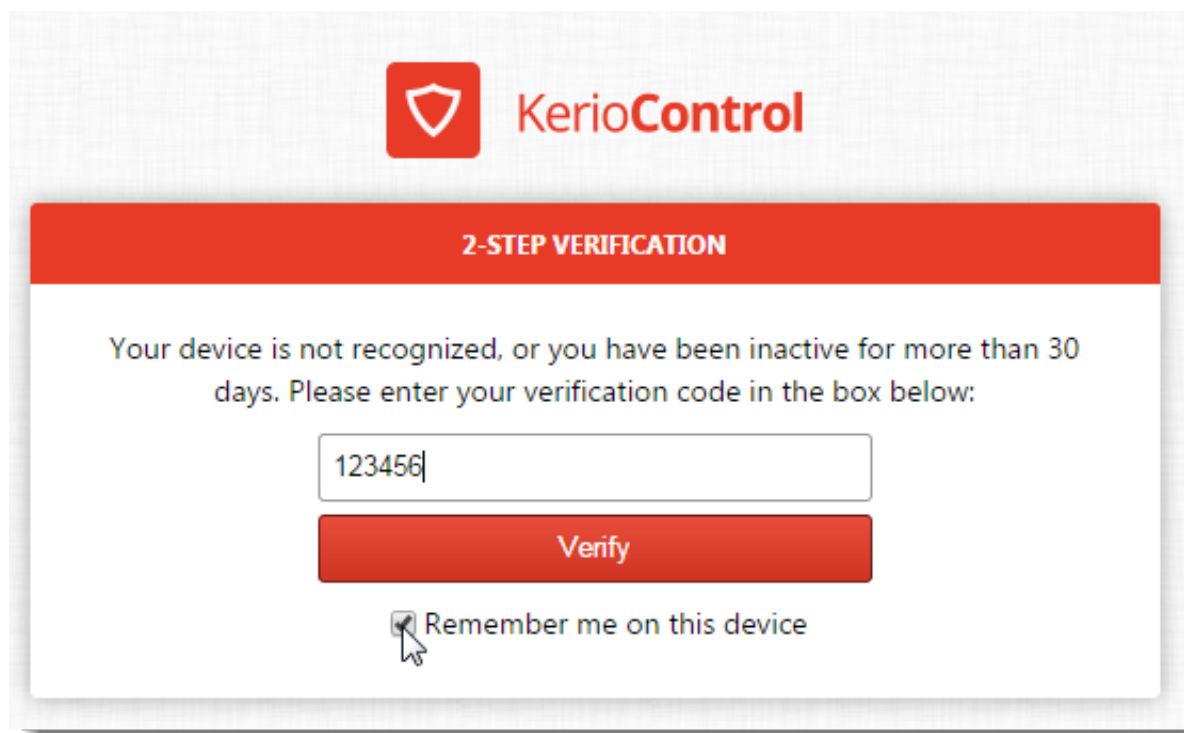 KerioControl
2-STEP VERIFICATION
Your device is not recognized, or you have been inactive for more than 30
days. Please enter your verification code in the box below:
123456
Verify
Remember me on this device